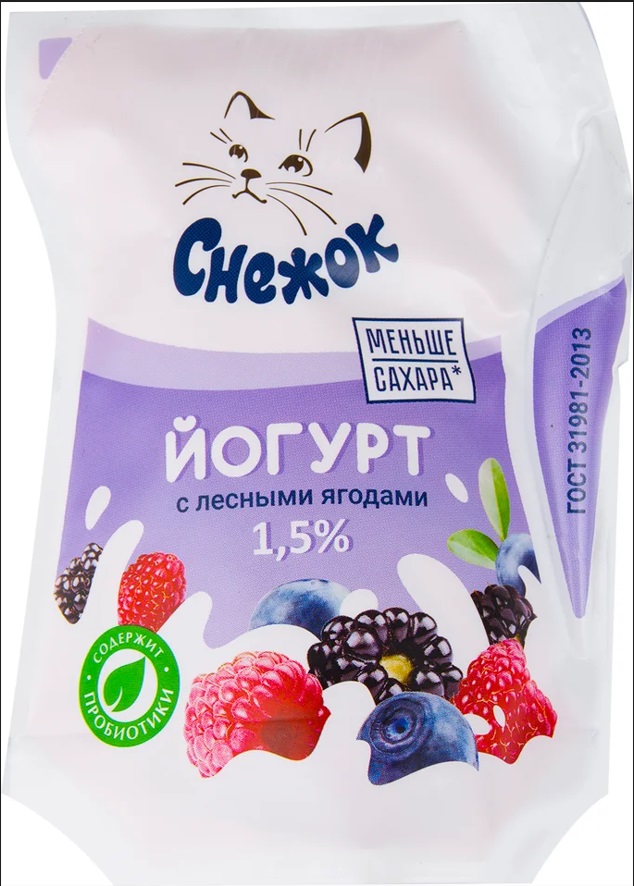 Снежок
МЕНЬШЕ
САХАРА*
ЙОГУРТ
с лесными ягодами
1,5%
ГОСТ 31981-2013
СОДЕРЖИТ
ПРОБИОТИКИ